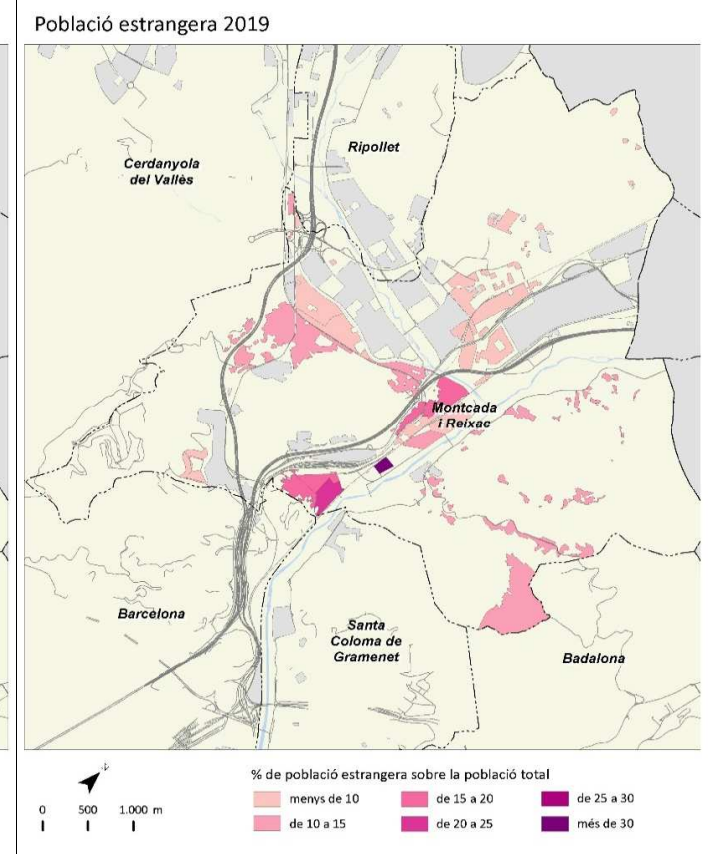 Població estrangera 2019
Ripollet
Cerdanyola
del Vallès
Montcada
i Reixac
Barcelona
Santa
Coloma de
Gramenet
Badalona
% de població estrangera sobre la població total
0 500 1.000 m
menys de 10
de 15 a 20
de 25 a 30
de 10 a 15
de 20 a 25
més de 30